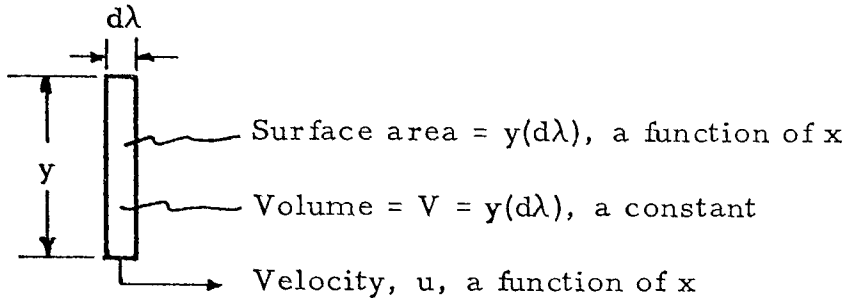 dλ
Surface area = y(dλ), a function of x
y
Volume = V = y(dλ), a constant
Velocity, u, a function of x